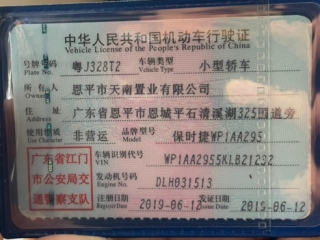 中华人民共和国机动车行驶证
Vehicle License of the People's Republic of China
号牌号码 Plate No. 粤J328T2 车辆类型 Vehicle Type 小型轿车
所有人 Owner 恩平市天南置业有限公司
住址 Address 广东省恩平市恩城平石清溪湖325国道旁
使用性质 Use Character 非营运 品牌型号 Model 保时捷WP1AA295
广东省江门市公安局交通警察支队
车辆识别代号 VIN WP1AA2955KLB21292
发动机号码 Engine No. DLH031513
注册日期 Register Date 2019-06-12 发证日期 Issue Date 2019-06-12